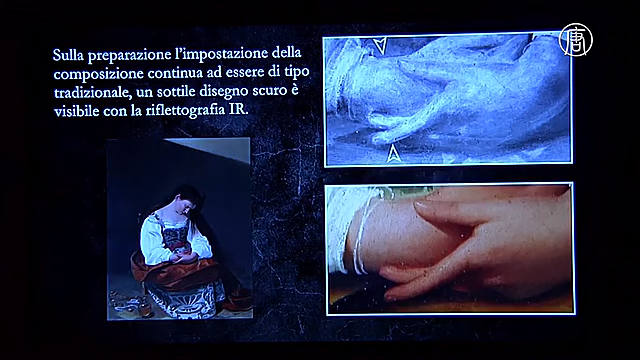 Sulla preparazione l'impostazione della
composizione continua ad essere di tipo
tradizionale, un sottile disegno scuro è
visibile con la riflettografia IR.
唐